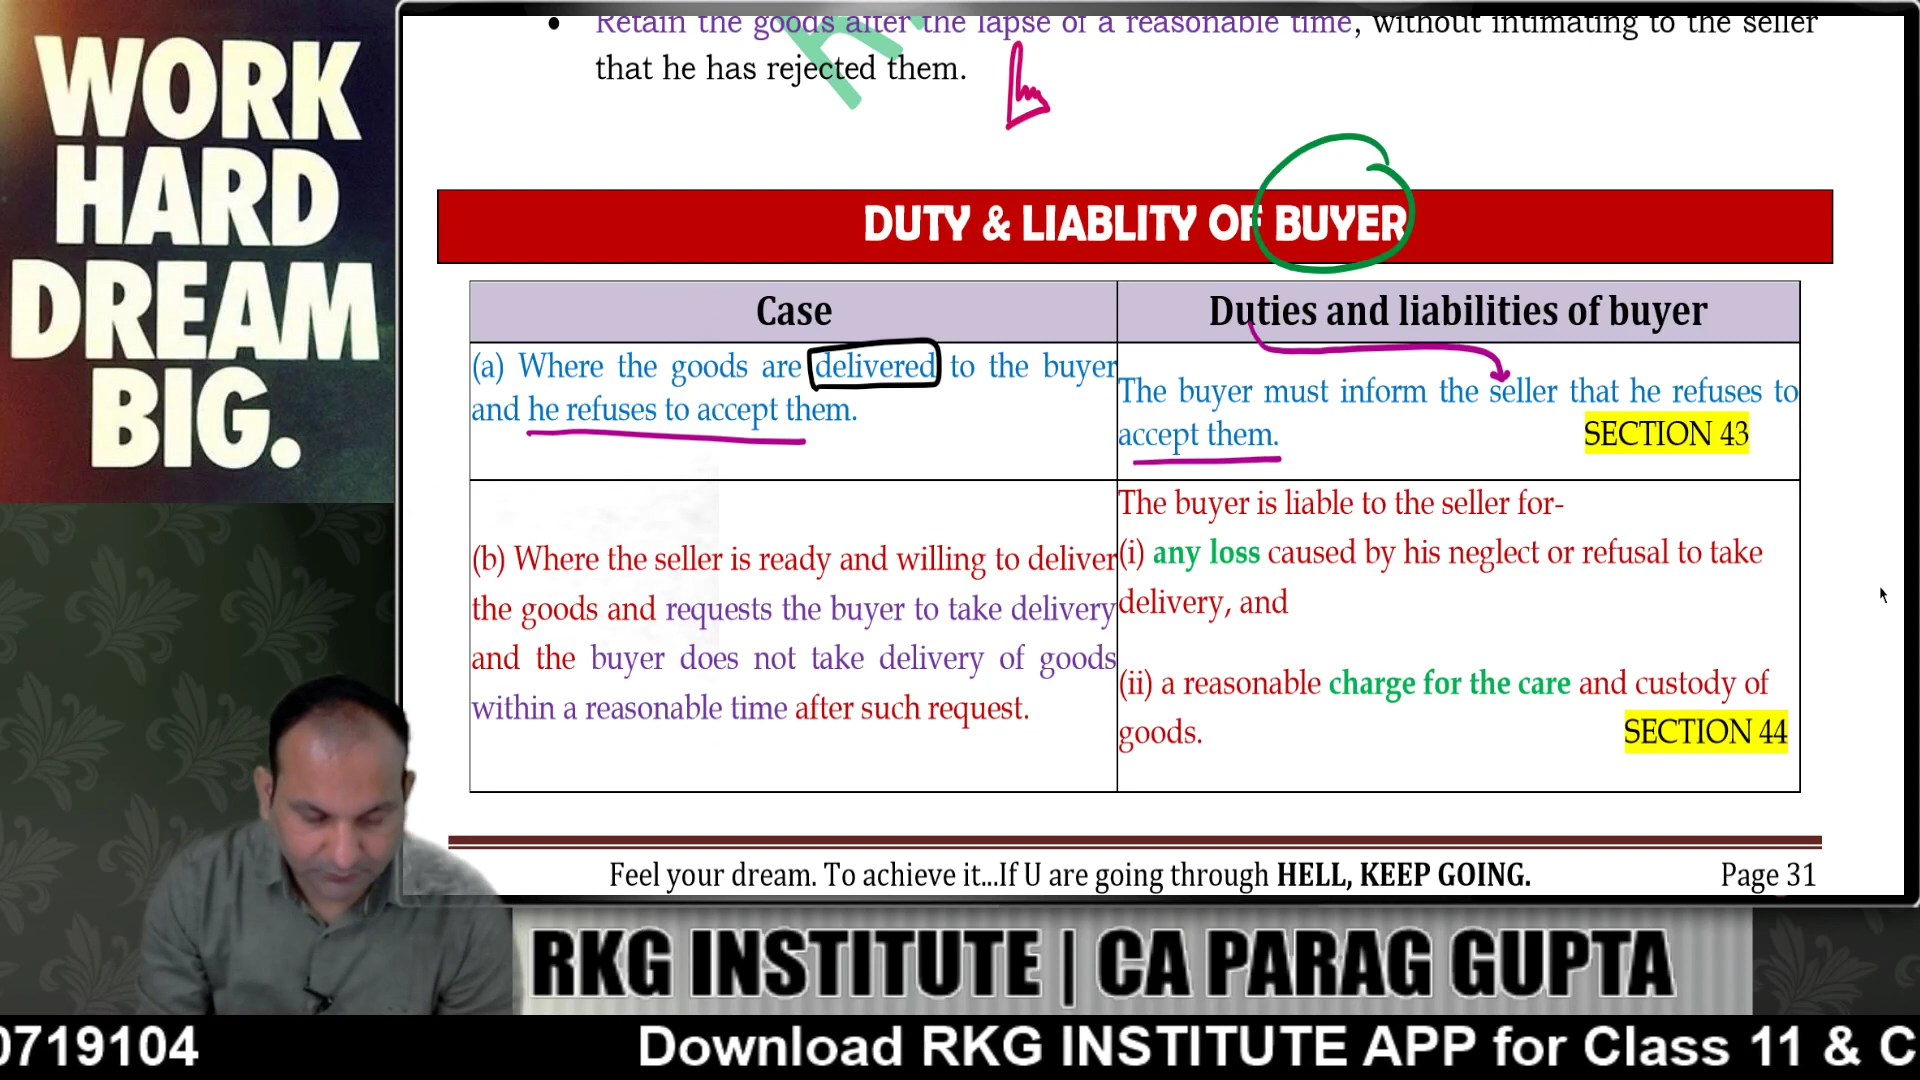 WORK
HARD
DREAM
BIG.
• Retain the goods after the lapse of a reasonable time, without intimating to the seller
that he has rejected them.
DUTY & LIABLITY OF BUYER
Case
Duties and liabilities of buyer
(a) Where the goods are delivered to the buyer
and he refuses to accept them.
The buyer must inform the seller that he refuses to
accept them. SECTION 43
(b) Where the seller is ready and willing to deliver
the goods and requests the buyer to take delivery
and the buyer does not take delivery of goods
within a reasonable time after such request.
The buyer is liable to the seller for-
(i) any loss caused by his neglect or refusal to take
delivery, and
(ii) a reasonable charge for the care and custody of
goods. SECTION 44
Feel your dream. To achieve it...If U are going through HELL, KEEP GOING. Page 31
RKG INSTITUTE | CA PARAG GUPTA
0719104 Download RKG INSTITUTE APP for Class 11 & C